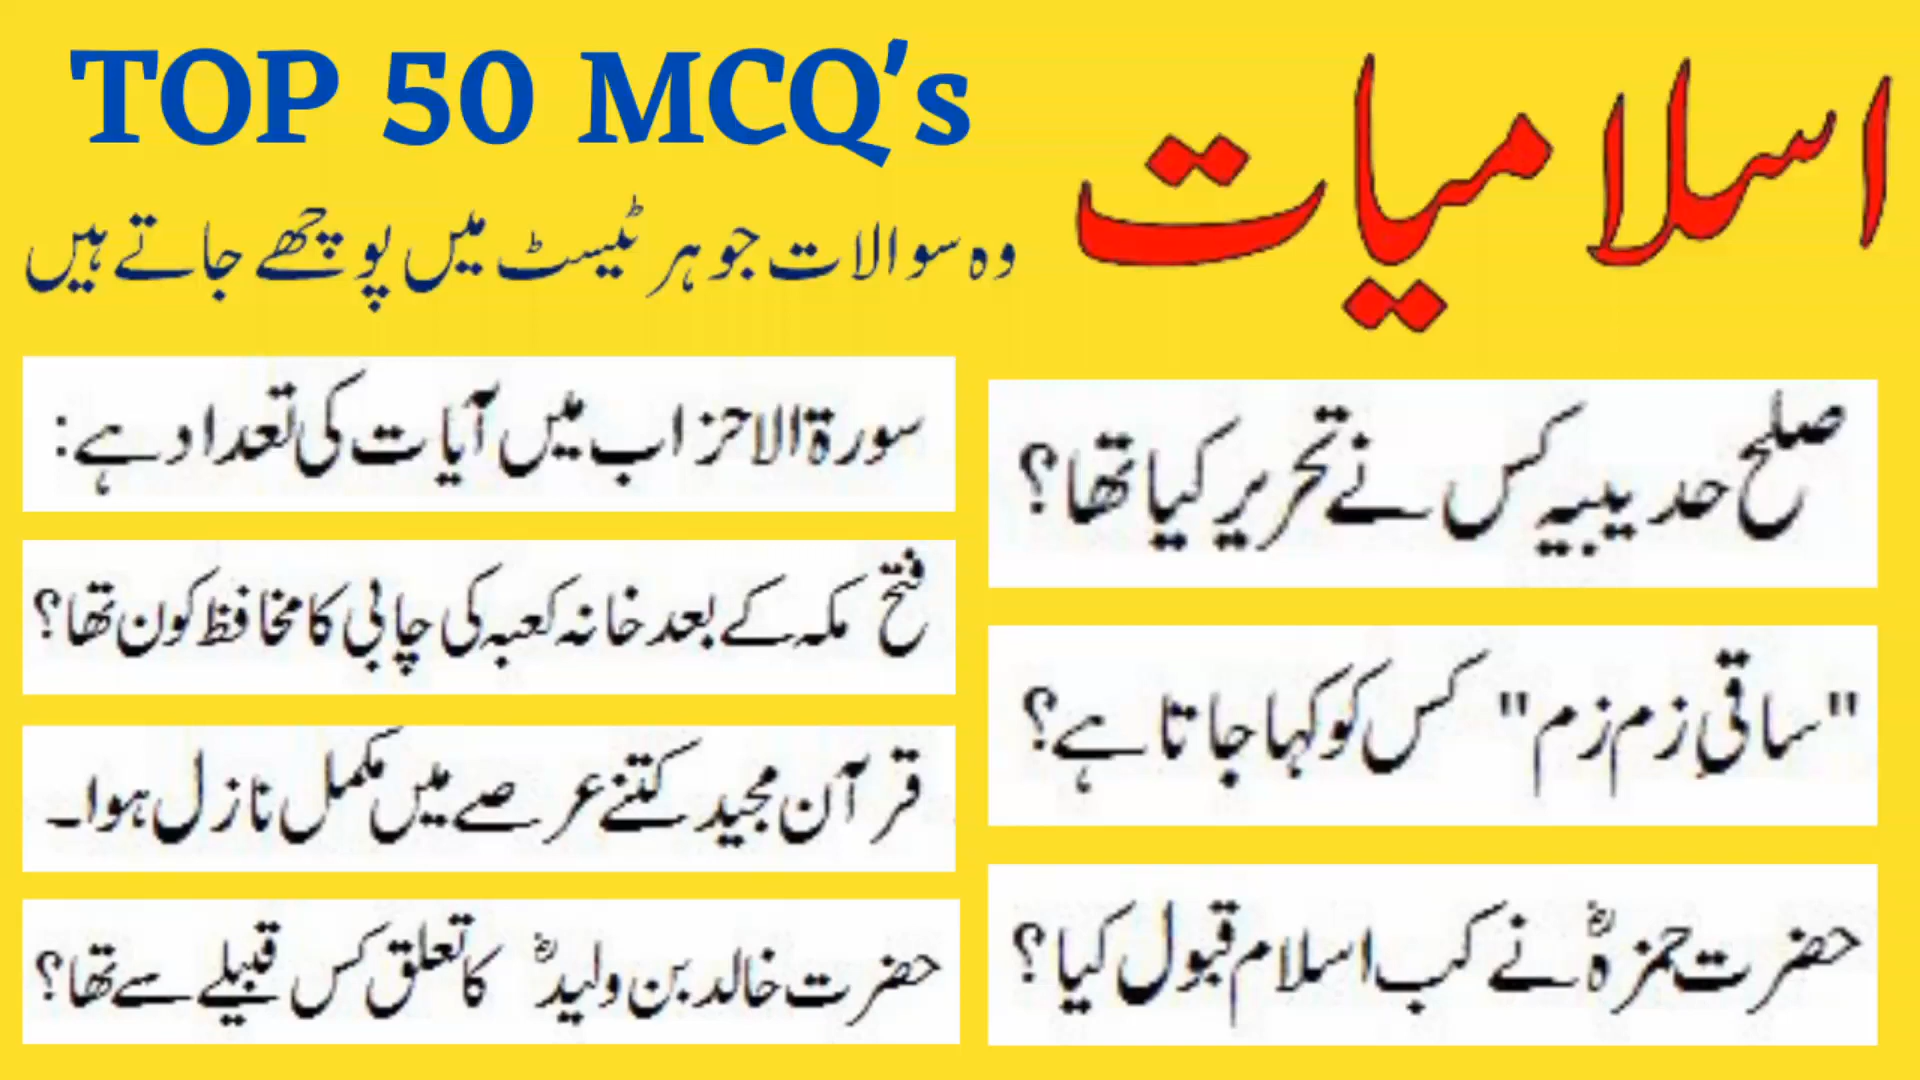 TOP 50 MCQ's
اسلامیات
وہ سوالات جو ہر ٹیسٹ میں پوچھے جاتے ہیں
صلح حدیبیہ کس نے تحریر کیا تھا؟
"ساقیِ زم زم" کس کو کہا جاتا ہے؟
حضرت حمزہؓ نے کب اسلام قبول کیا؟
سورۃ الاحزاب میں آیات کی تعداد ہے:
فتح مکہ کے بعد خانہ کعبہ کی چابی کا محافظ کون تھا؟
قرآن مجید کتنے عرصے میں مکمل نازل ہوا۔
حضرت خالد بن ولیدؓ کا تعلق کس قبیلے سے تھا؟